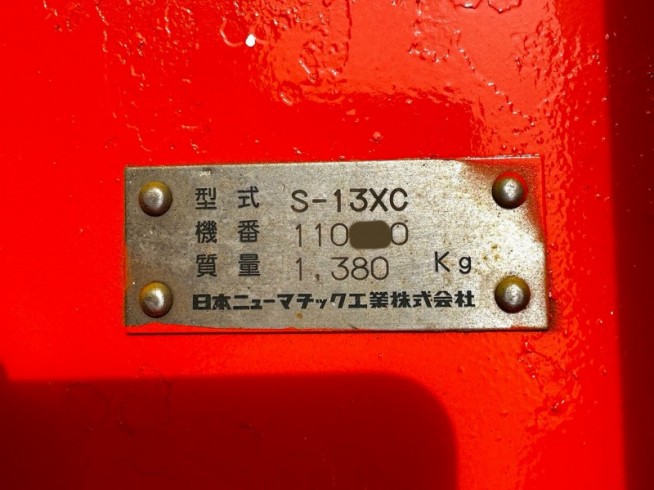 型式 S-13XC
機番 110 0
質量 1,380 Kg
日本ニューマチック工業株式会社